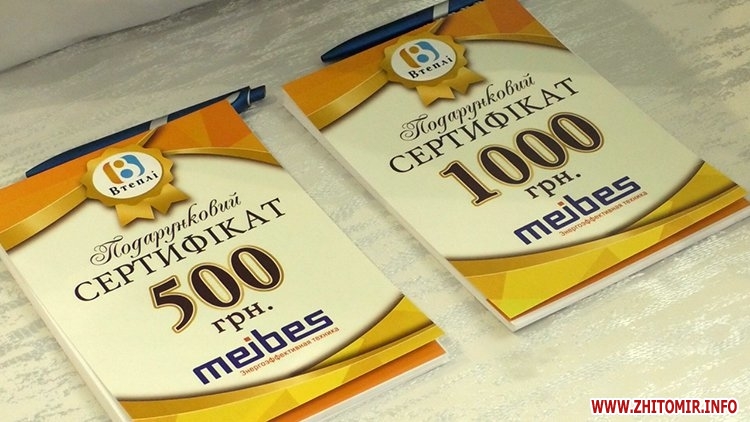 Втеплі
Подарунковий
СЕРТИФІКАТ
500
грн.
meibes
Энергоэффективная техника
Втеплі
Подарунковий
СЕРТИФІКАТ
1000
грн.
meibes
Энергоэффективная техника
WWW.ZHITOMIR.INFO